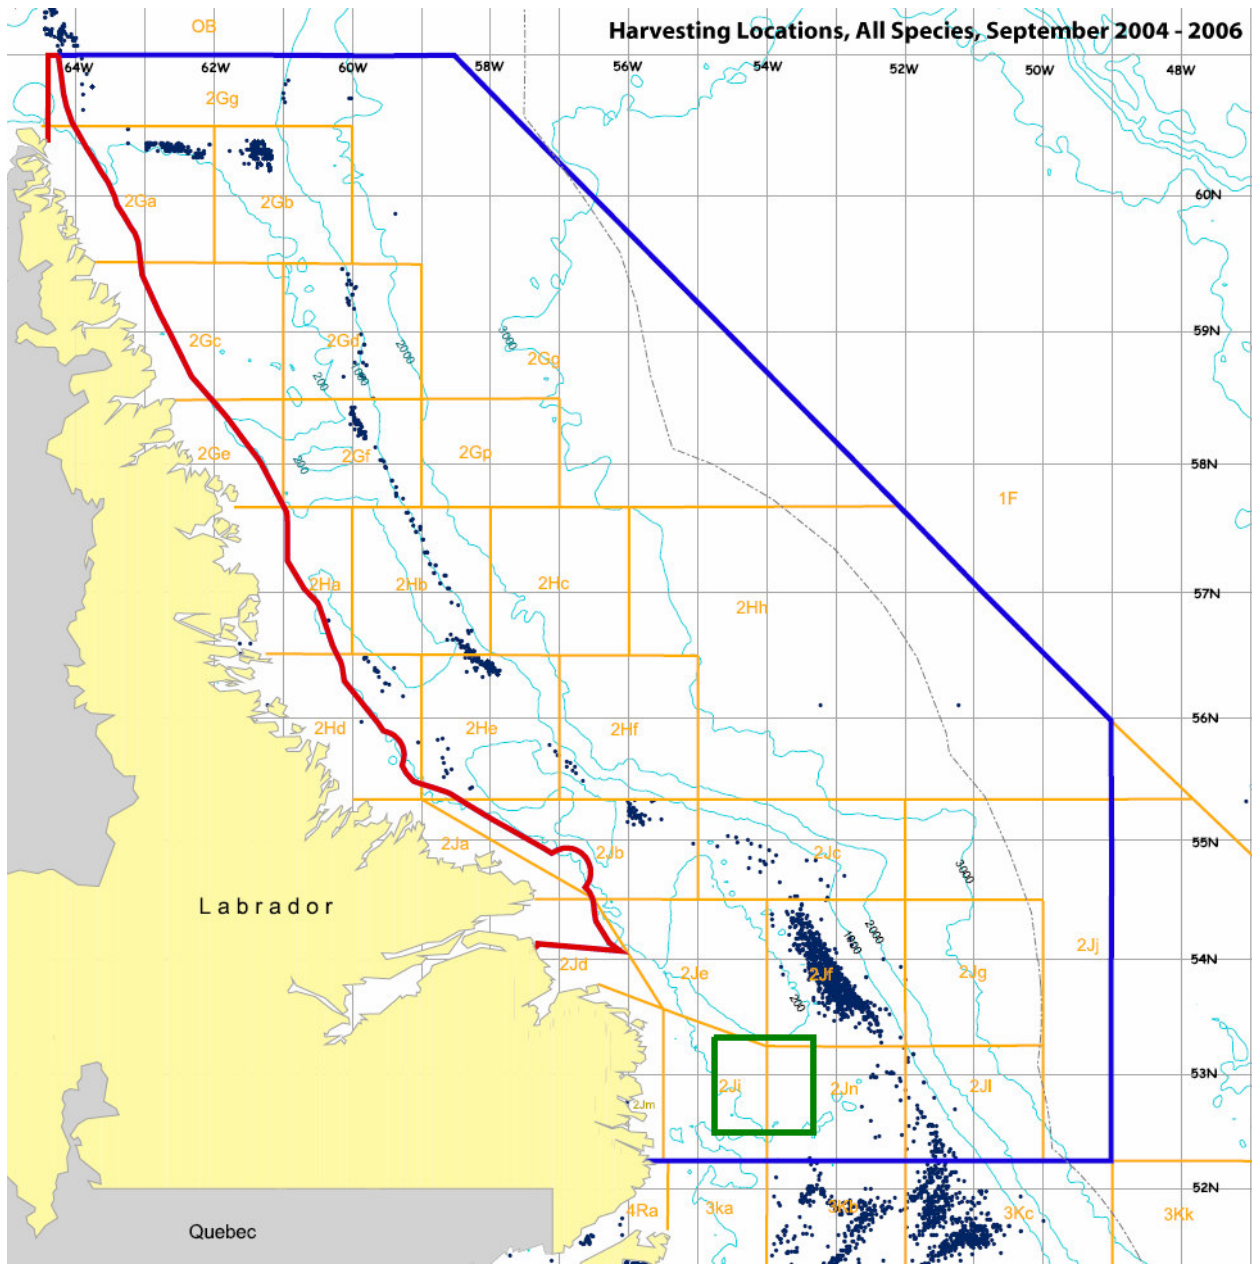 OB
Harvesting Locations, All Species, September 2004 - 2006
64W 62W 60W 58W 56W 54W 52W 50W 48W
2Gg
60N
2Ga 2Gb
59N
2Gc 2Gd 2000 3000 2Gg
200 1000
2Ge 200 2Gf 2Gp 58N
1F
2Ha 2Hb 2Hc 57N
2Hh
2Hd 2He 2Hf 56N
2Ja 2Jb 2Jc 55N
3000
Labrador
1000 2000
2Jj
2Jd 2Je 2Jf 2Jg 54N
200
2Ji 2Jn 2Jl 53N
2Jm
52N
4Ra 3ka 3Kb 3Kc 3Kk
Quebec